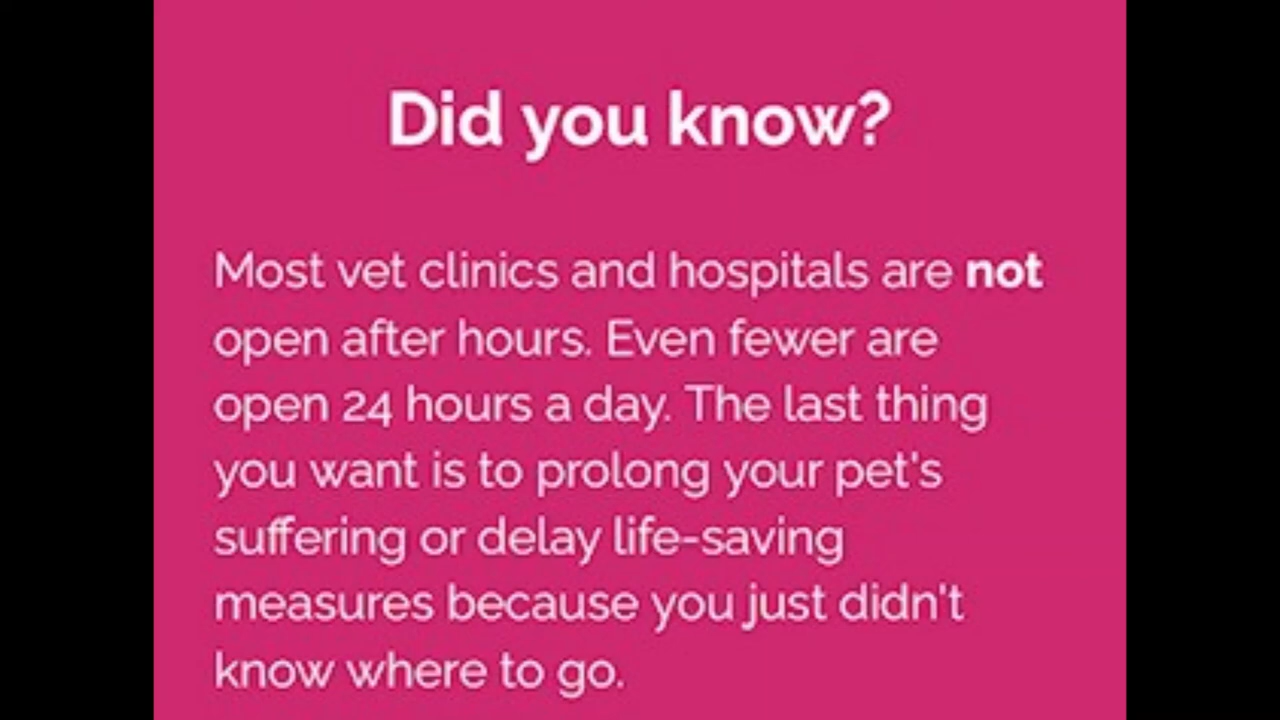 Did you know?
Most vet clinics and hospitals are not
open after hours. Even fewer are
open 24 hours a day. The last thing
you want is to prolong your pet's
suffering or delay life-saving
measures because you just didn't
know where to go.